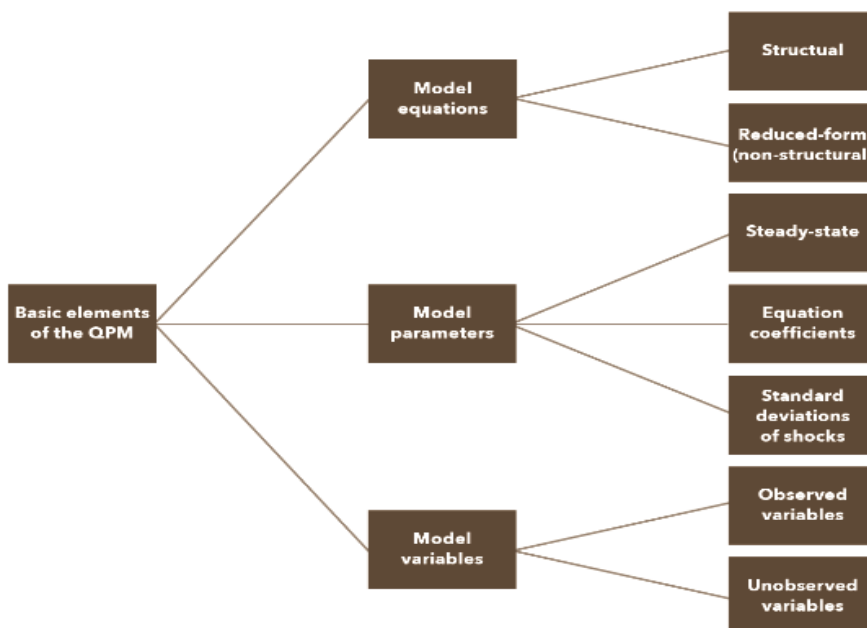 Structual
Model
equations
Reduced-form
(non-structural
Steady-state
Basic elements
of the QPM
Model
parameters
Equation
coefficients
Standard
deviations
of shocks
Observed
variables
Model
variables
Unobserved
variables